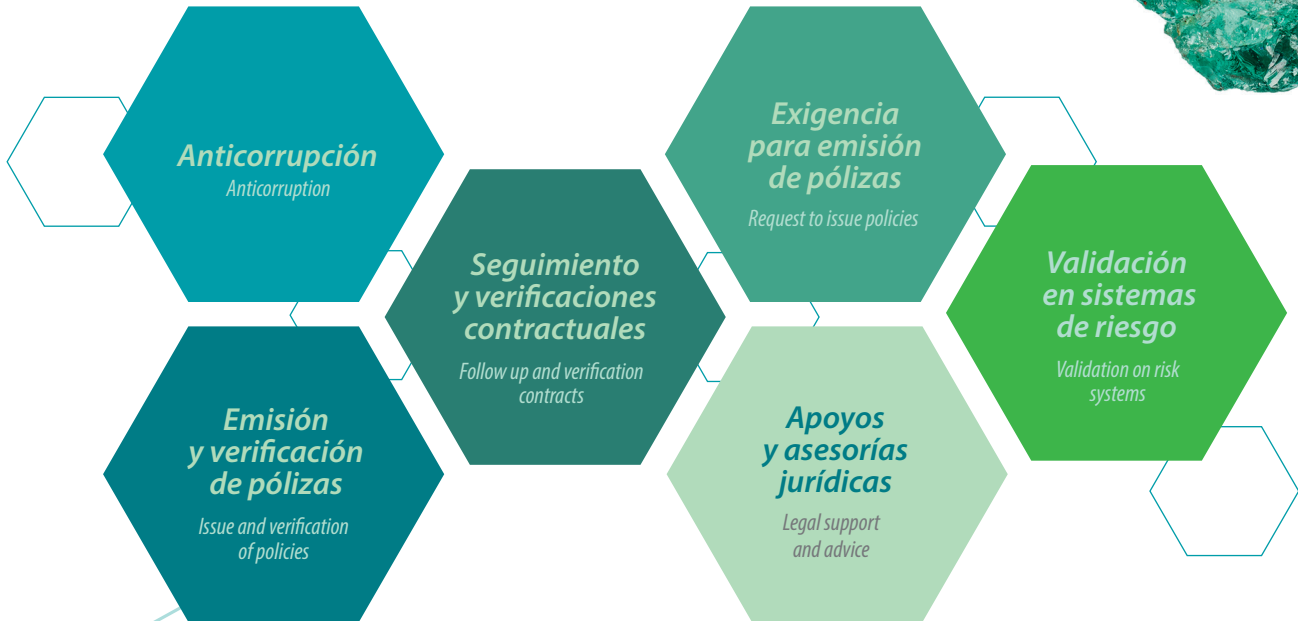 Anticorrupción
Anticorruption
Emisión
y verificación
de pólizas
Issue and verification
of policies
Seguimiento
y verificaciones
contractuales
Follow up and verification
contracts
Exigencia
para emisión
de pólizas
Request to issue policies
Apoyos
y asesorías
jurídicas
Legal support
and advice
Validación
en sistemas
de riesgo
Validation on risk
systems